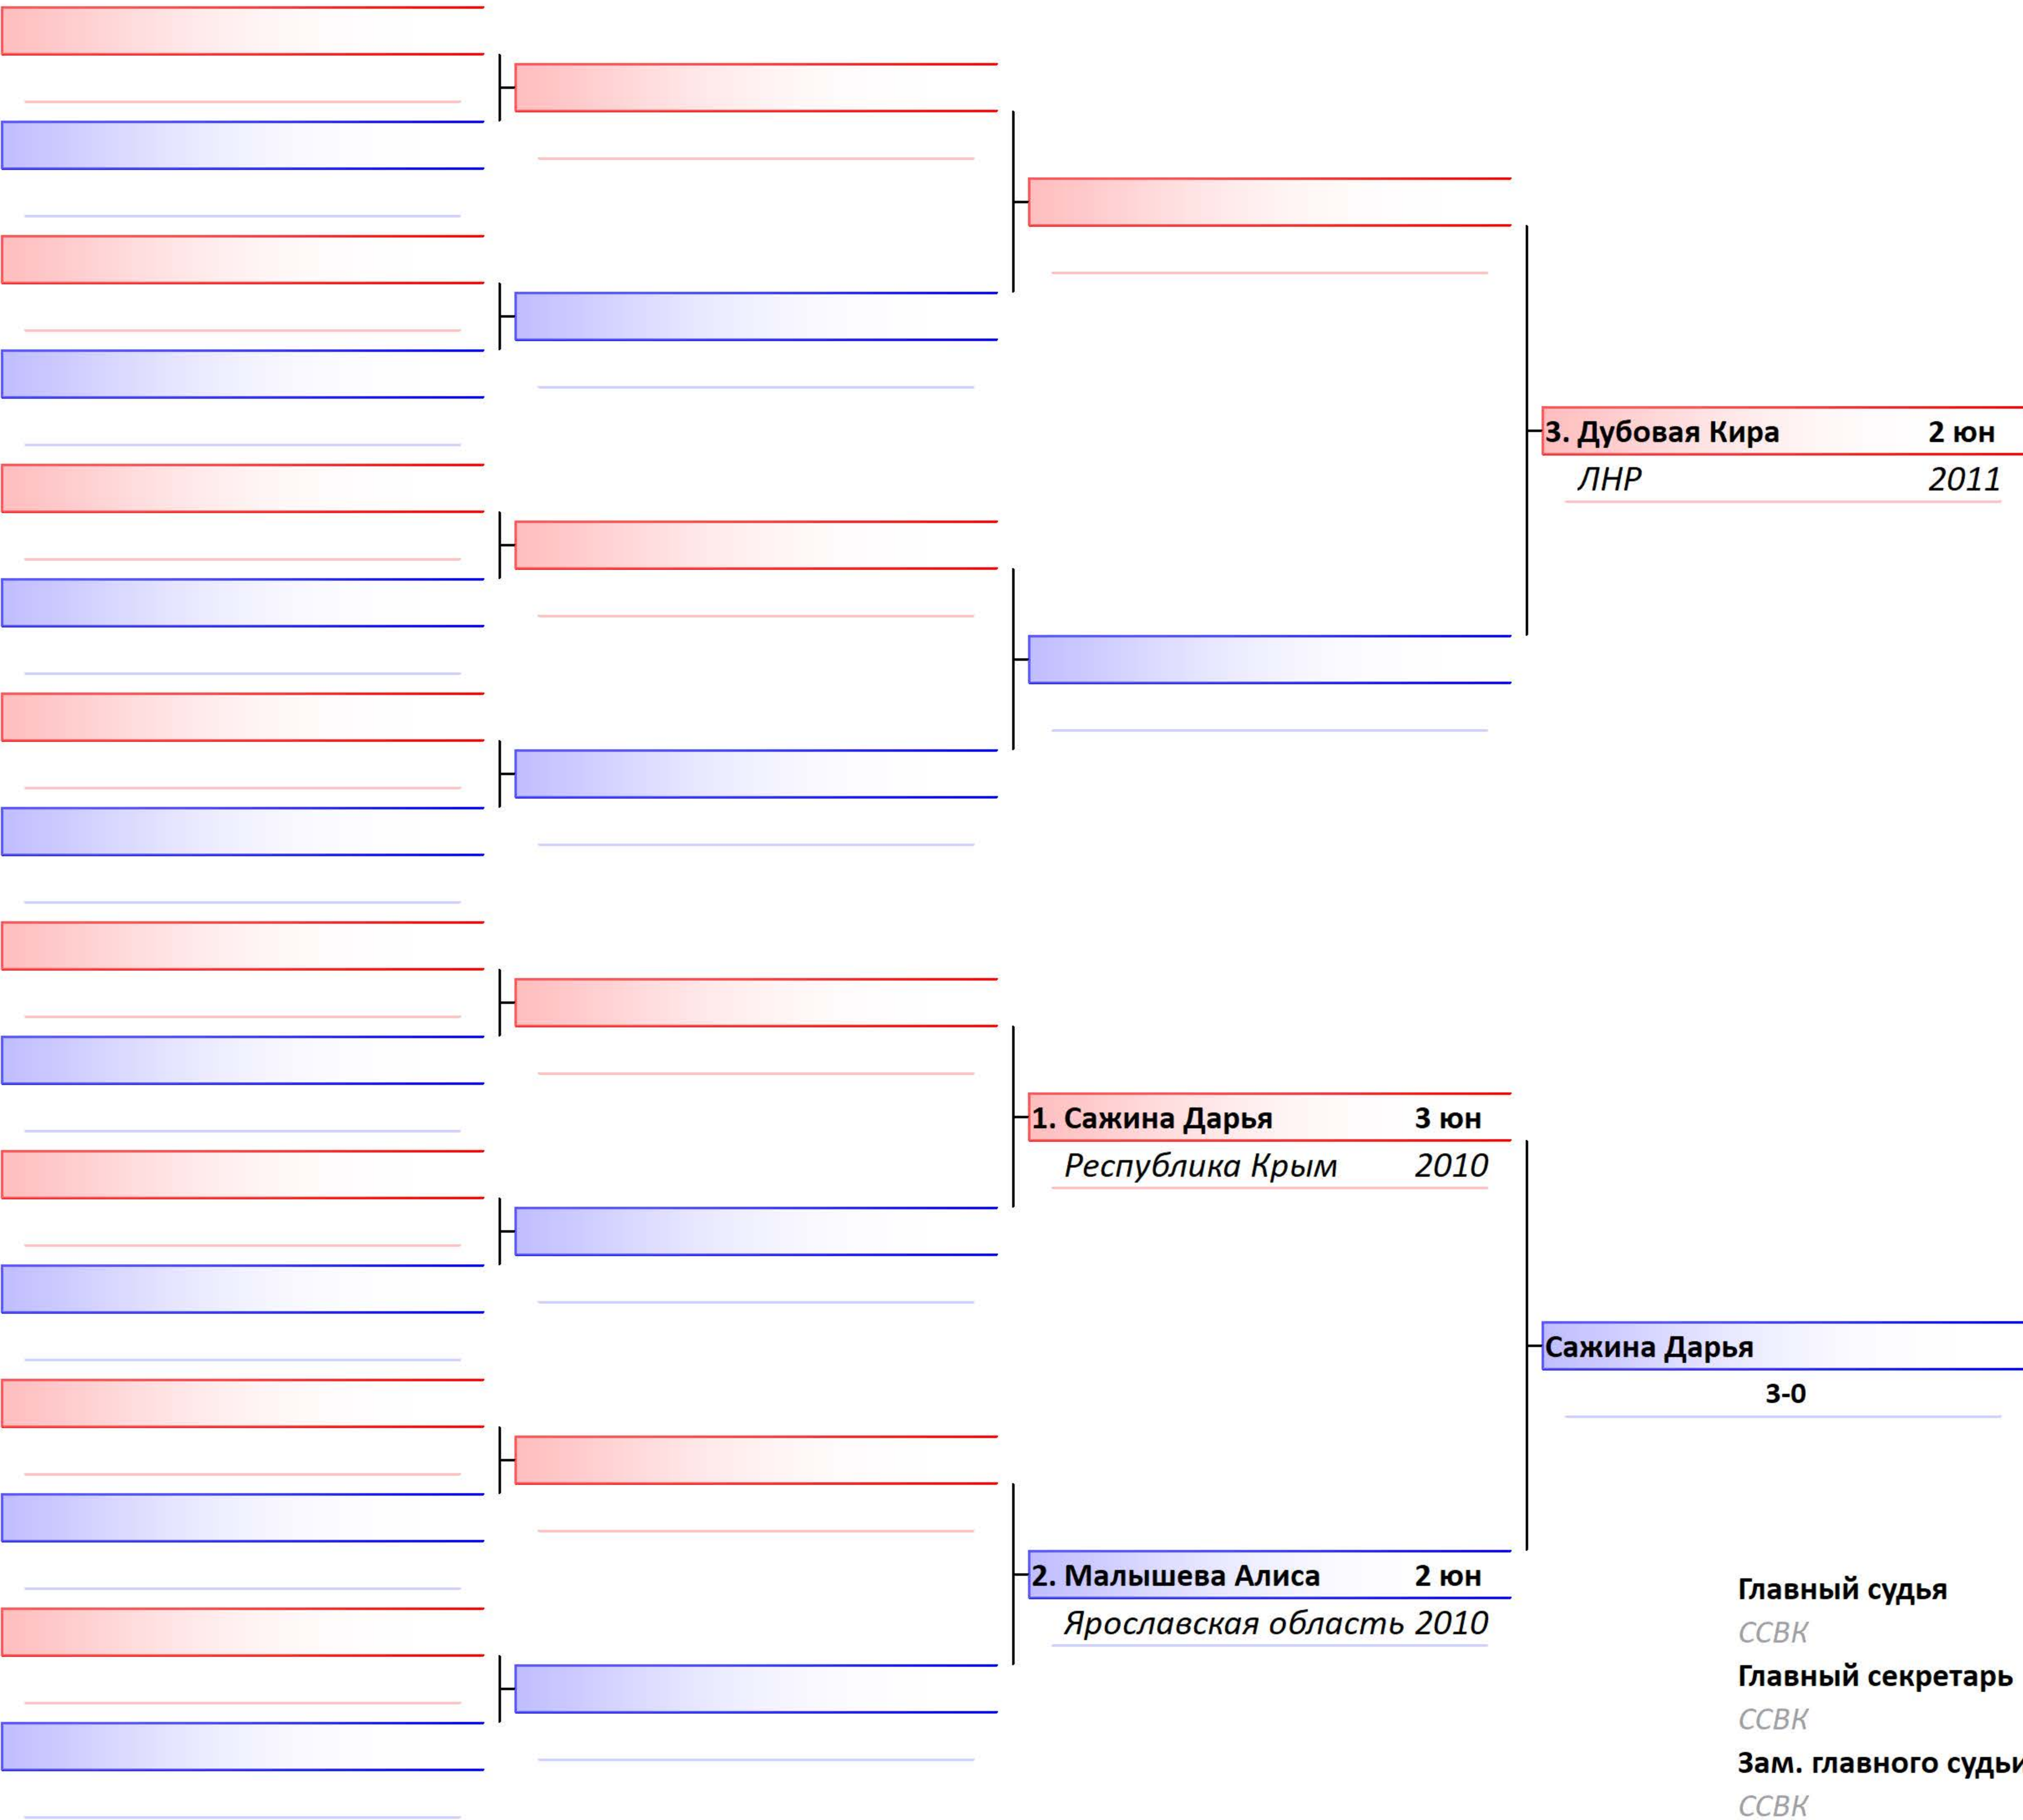 3. Дубовая Кира 2 юн
ЛНР 2011
1. Сажина Дарья 3 юн
Республика Крым 2010
Сажина Дарья
3-0
2. Малышева Алиса 2 юн
Ярославская область 2010
Главный судья
ССВК
Главный секретарь
ССВК
Зам. главного судьи
ССВК